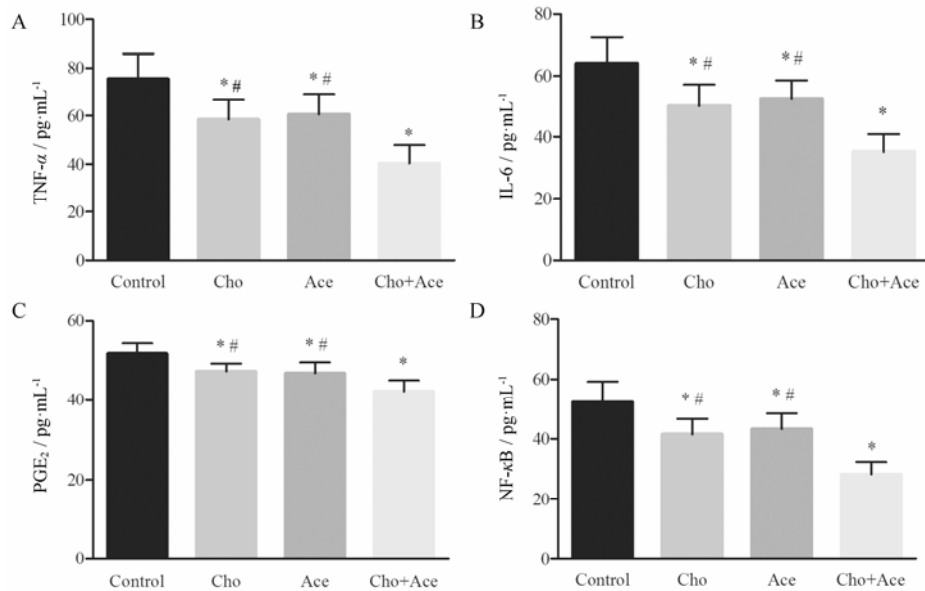 A
TNF-α / pg·mL⁻¹
100
80
60
40
20
0
* #
* #
*
Control Cho Ace Cho+Ace
B
IL-6 / pg·mL⁻¹
80
60
40
20
0
* #
* #
*
Control Cho Ace Cho+Ace
C
PGE₂ / pg·mL⁻¹
60
40
20
0
* #
* #
*
Control Cho Ace Cho+Ace
D
NF-κB / pg·mL⁻¹
80
60
40
20
0
* #
* #
*
Control Cho Ace Cho+Ace